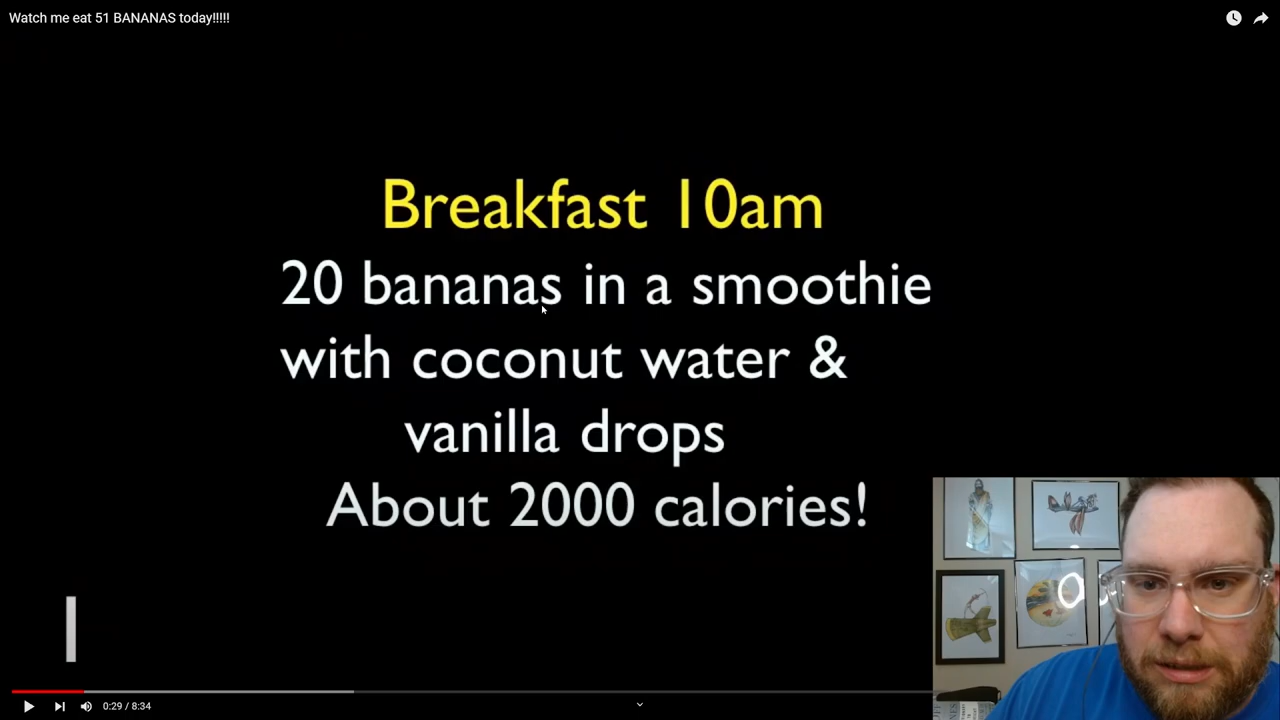 Watch me eat 51 BANANAS today!!!!!
Breakfast 10am
20 bananas in a smoothie
with coconut water &
vanilla drops
About 2000 calories!
0:29 / 8:34